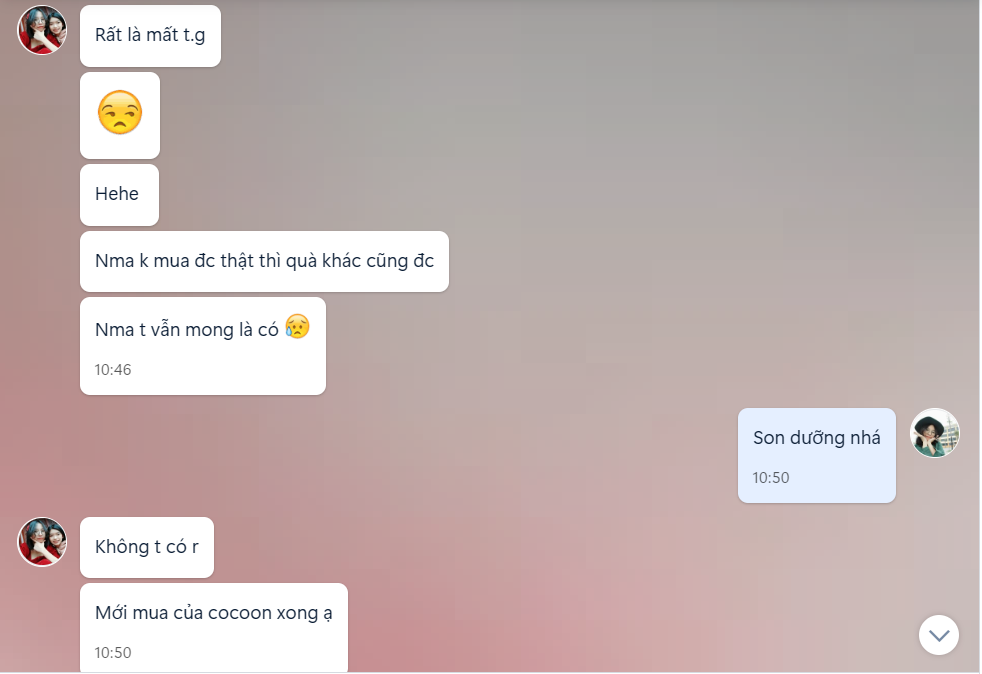 Rất là mất t.g
Hehe
Nma k mua đc thật thì quà khác cũng đc
Nma t vẫn mong là có 😥
10:46
Son dưỡng nhá
10:50
Không t có r
Mới mua của cocoon xong ạ
10:50